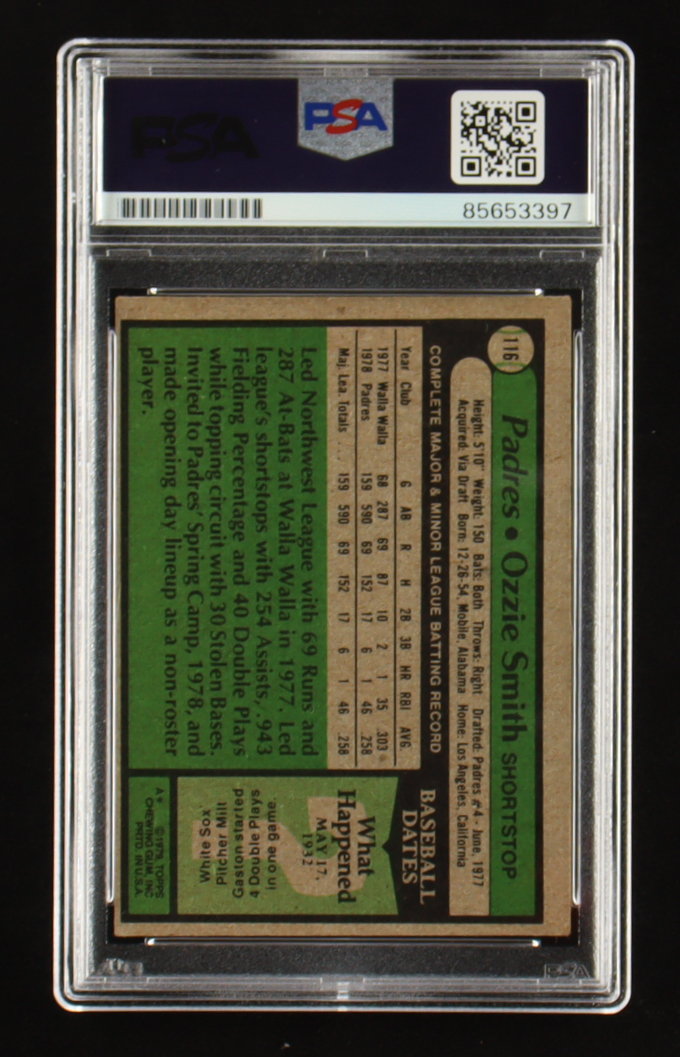 PSA
PSA
85653397
116
Padres • Ozzie Smith SHORTSTOP
Height: 5'10" Weight: 150 Bats: Both Throws: Right Drafted: Padres #4 - June, 1977
Acquired: Via Draft Born: 12-26-54, Mobile, Alabama Home: Los Angeles, California
COMPLETE MAJOR & MINOR LEAGUE BATTING RECORD
Year Club G AB R H 2B 3B HR RBI AVG.
1977 Walla Walla 68 287 69 87 10 2 1 35 .303
1978 Padres 159 590 69 152 17 6 1 46 .258
Maj. Lea. Totals . . . 159 590 69 152 17 6 1 46 .258
Led Northwest League with 69 Runs and
287 At-Bats at Walla Walla in 1977. Led
league's shortstops with 254 Assists, .943
Fielding Percentage and 40 Double Plays
while topping circuit with 30 Stolen Bases.
Invited to Padres' Spring Camp, 1978, and
made opening day lineup as a non-roster
player.
BASEBALL
DATES
What
Happened
MAY 17,
1932
White Sox'
pitcher Milt
Gaston started
4 Double Plays
in one game.
A* ©1979, TOPPS
CHEWING GUM, INC
PRTD. IN U.S.A.
PSA